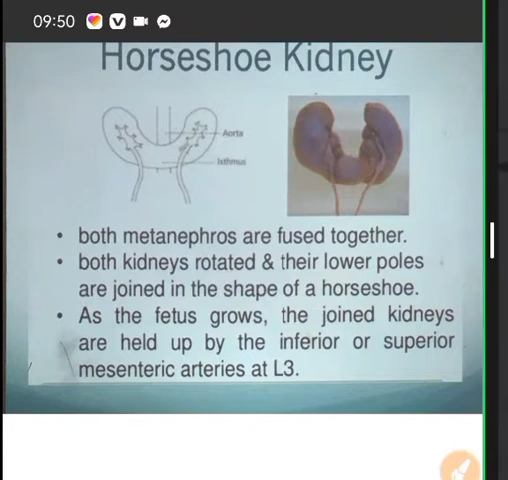 09:50
Horseshoe Kidney
Aorta
Isthmus
• both metanephros are fused together.
• both kidneys rotated & their lower poles
are joined in the shape of a horseshoe.
• As the fetus grows, the joined kidneys
are held up by the inferior or superior
mesenteric arteries at L3.